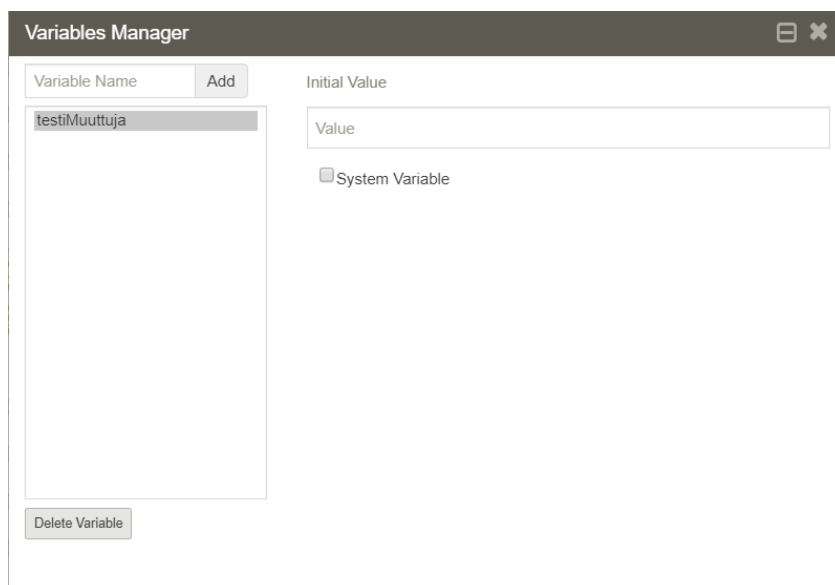 Variables Manager
Variable Name
Add
testiMuuttuja
Delete Variable
Initial Value
Value
System Variable